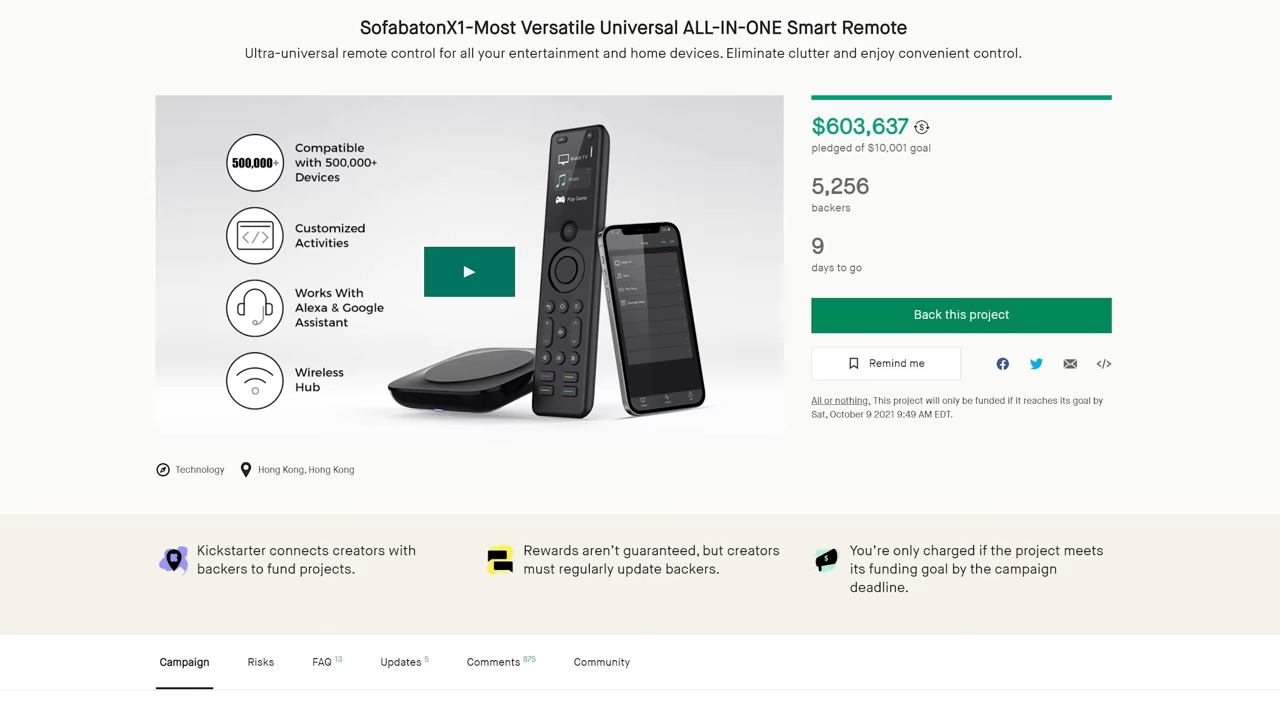 SofabatonX1-Most Versatile Universal ALL-IN-ONE Smart Remote
Ultra-universal remote control for all your entertainment and home devices. Eliminate clutter and enjoy convenient control.
500,000+
Compatible
with 500,000+
Devices
Customized
Activities
Works With
Alexa & Google
Assistant
Wireless
Hub
Watch TV
Music
Play Game
$603,637
pledged of $10,001 goal
5,256
backers
9
days to go
Back this project
Remind me
All or nothing. This project will only be funded if it reaches its goal by
Sat, October 9 2021 9:49 AM EDT.
Technology
Hong Kong, Hong Kong
Kickstarter connects creators with
backers to fund projects.
Rewards aren't guaranteed, but creators
must regularly update backers.
You're only charged if the project meets
its funding goal by the campaign
deadline.
Campaign
Risks
FAQ 13
Updates 5
Comments 875
Community